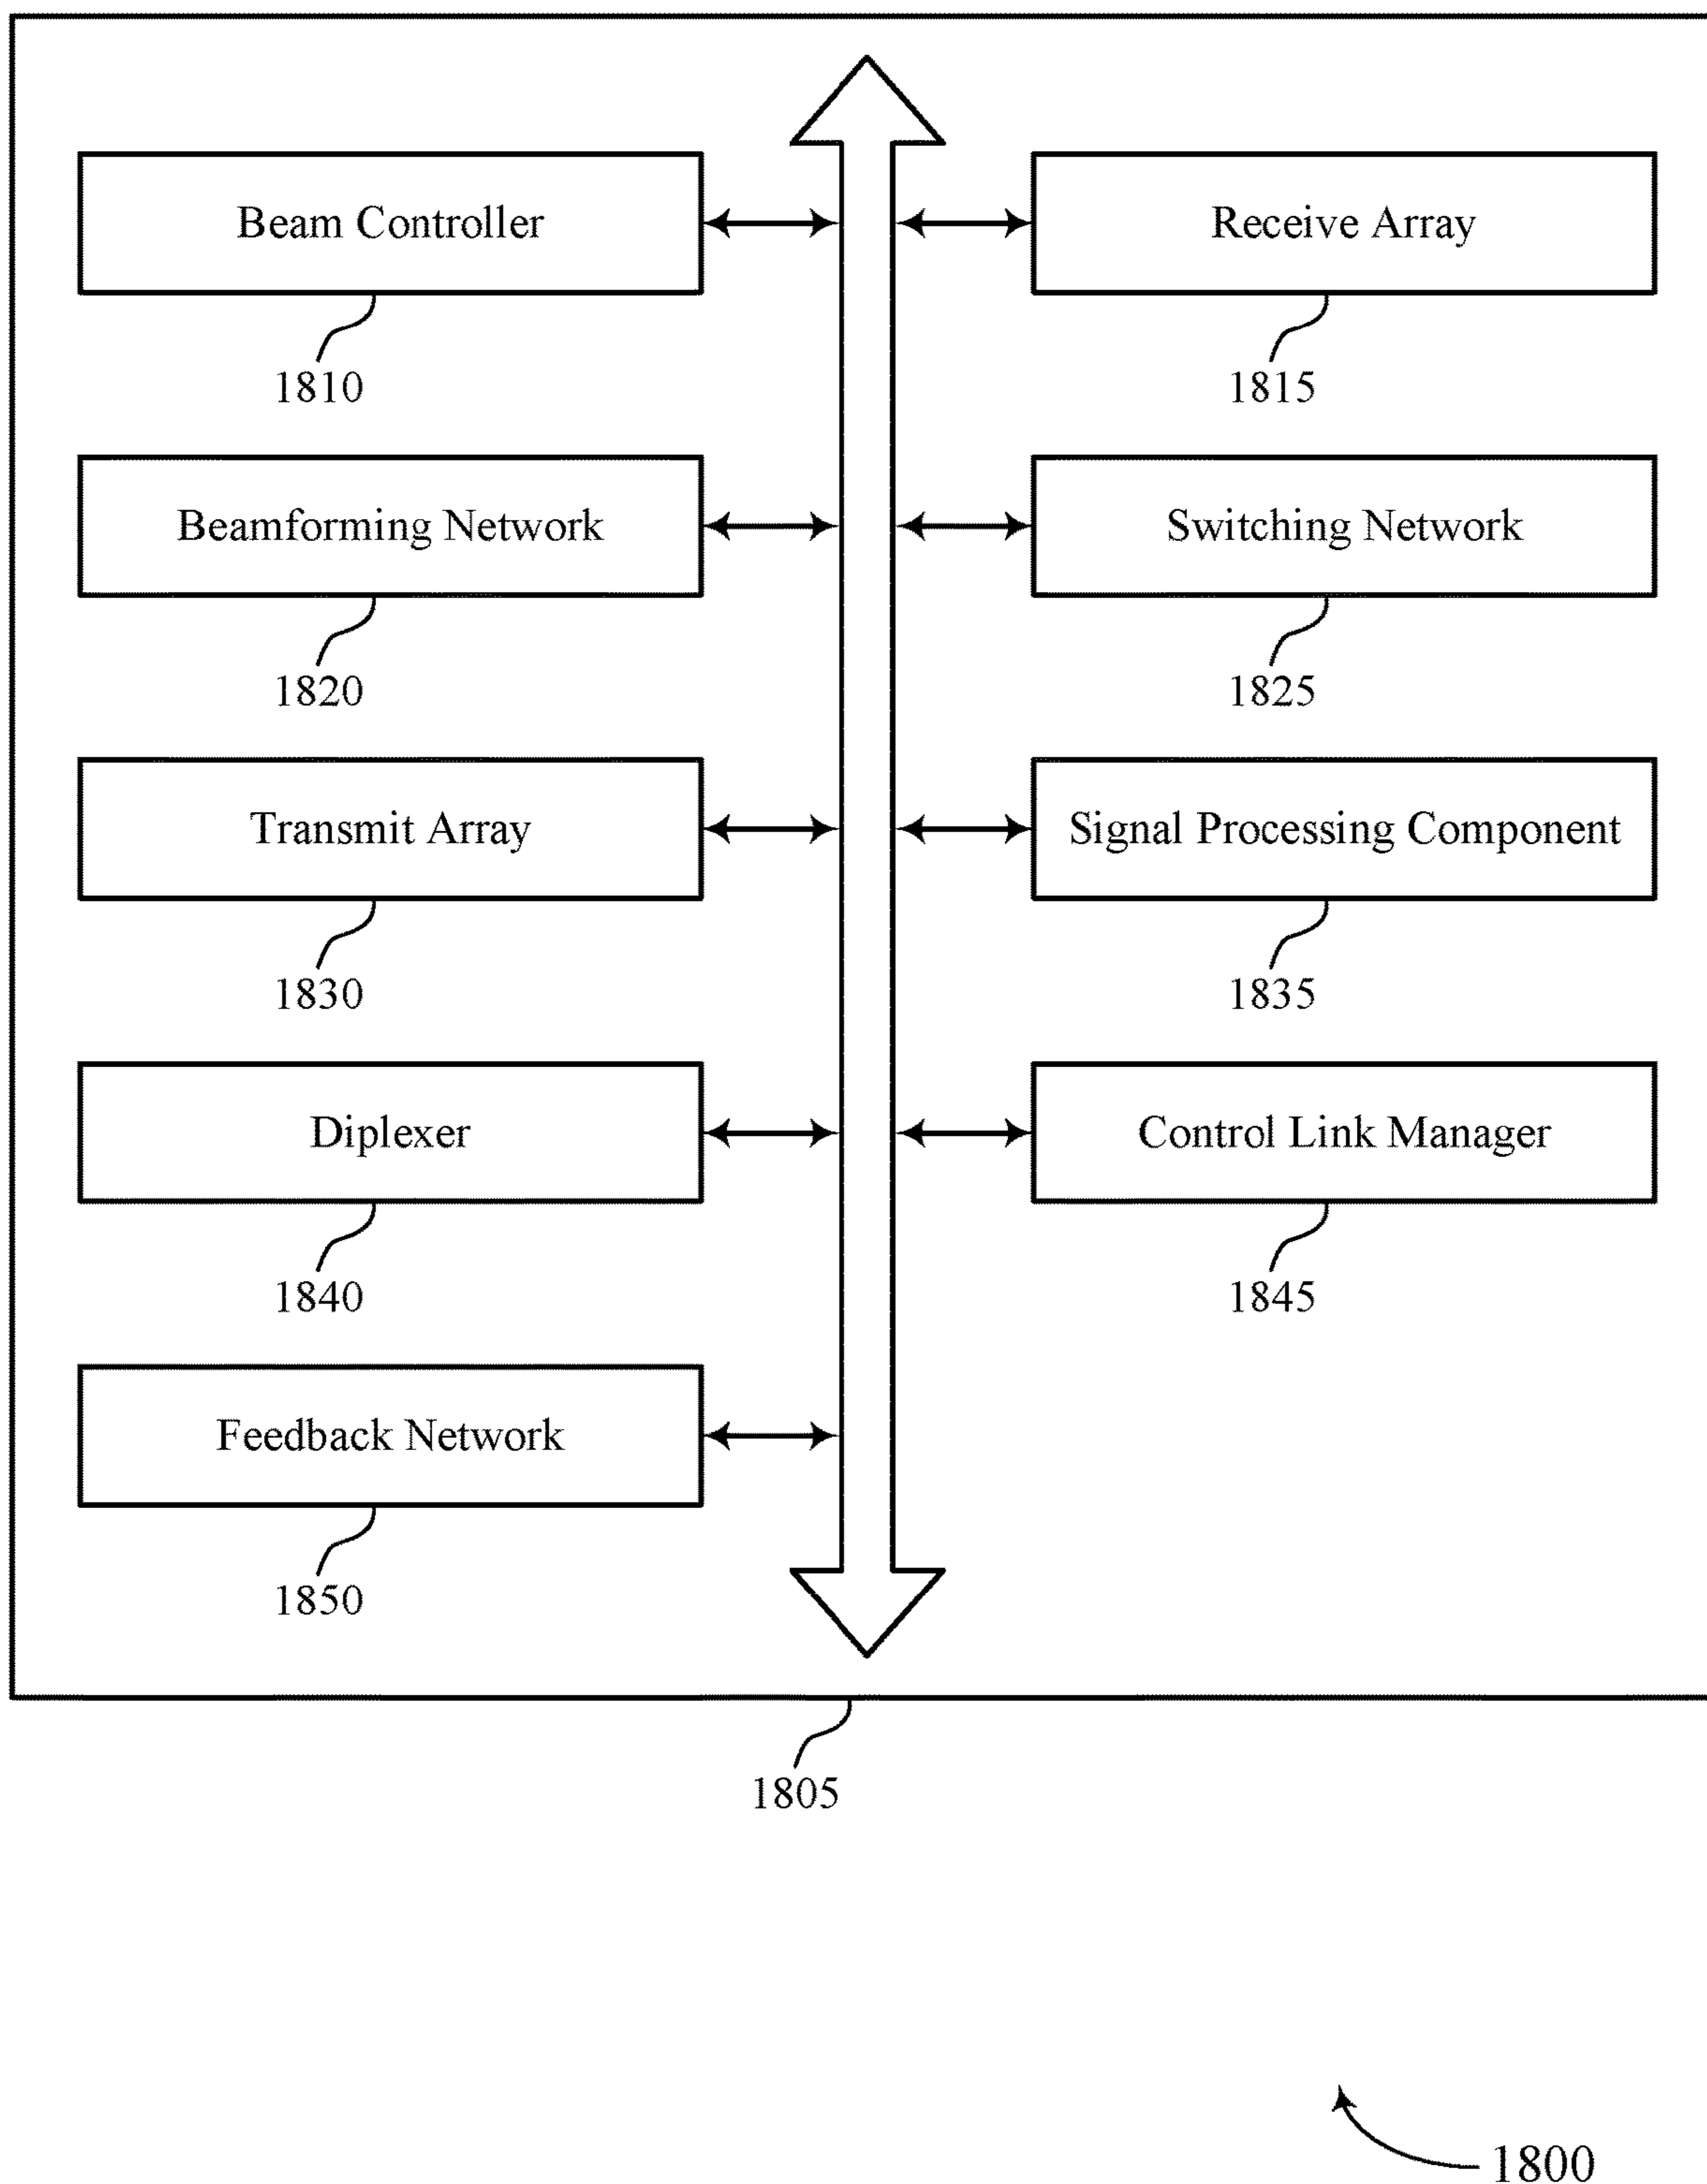 Beam Controller
Receive Array
1810
1815
Beamforming Network
Switching Network
1820
1825
Transmit Array
Signal Processing Component
1830
1835
Diplexer
Control Link Manager
1840
1845
Feedback Network
1850
1805
1800